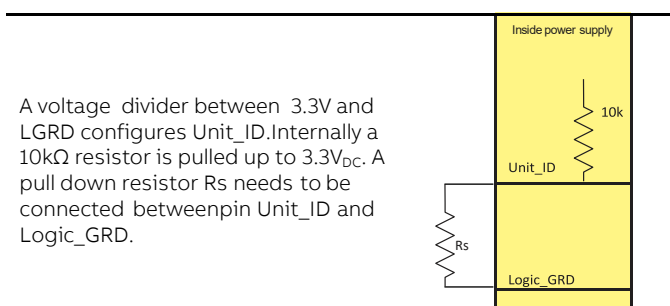 Inside power supply
A voltage divider between 3.3V and
LGRD configures Unit_ID.Internally a
10kΩ resistor is pulled up to 3.3VDC. A
pull down resistor Rs needs to be
connected betweenpin Unit_ID and
Logic_GRD.
10k
Unit_ID
Rs
Logic_GRD